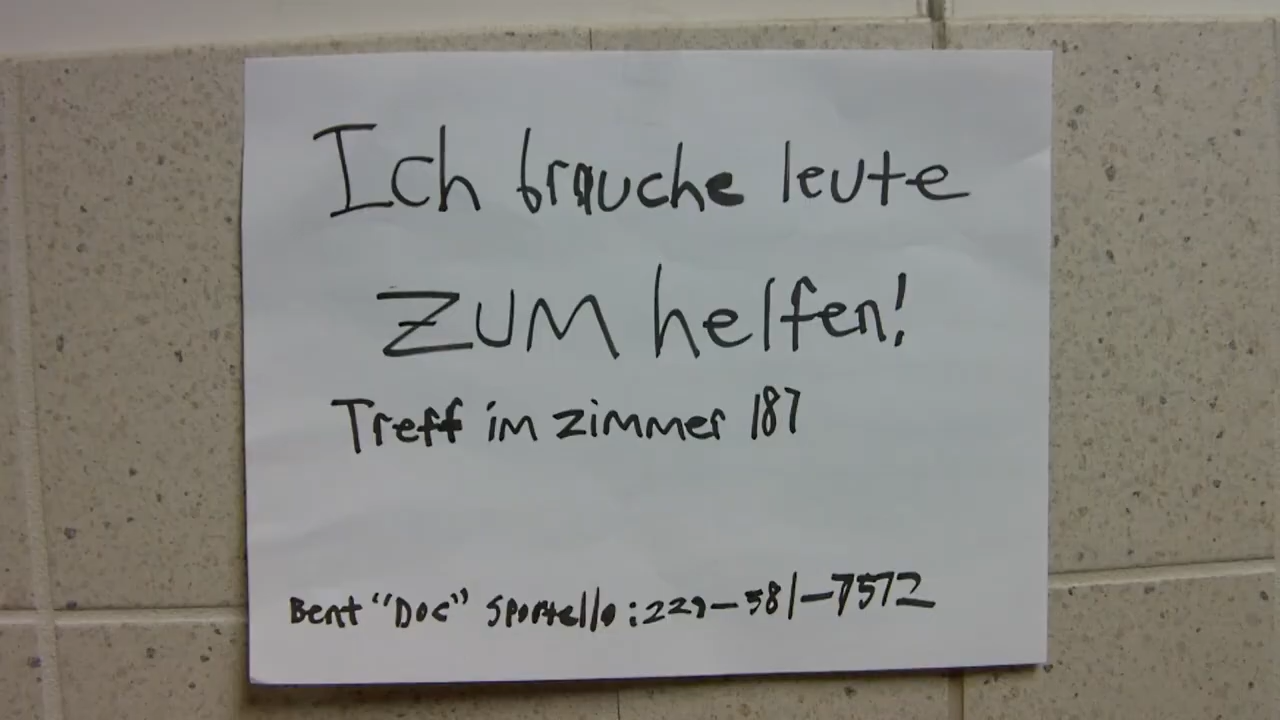 Ich brauche leute
zum helfen!
Treff im zimmer 187
Bent "Doc" Sportello: 229-581-7572